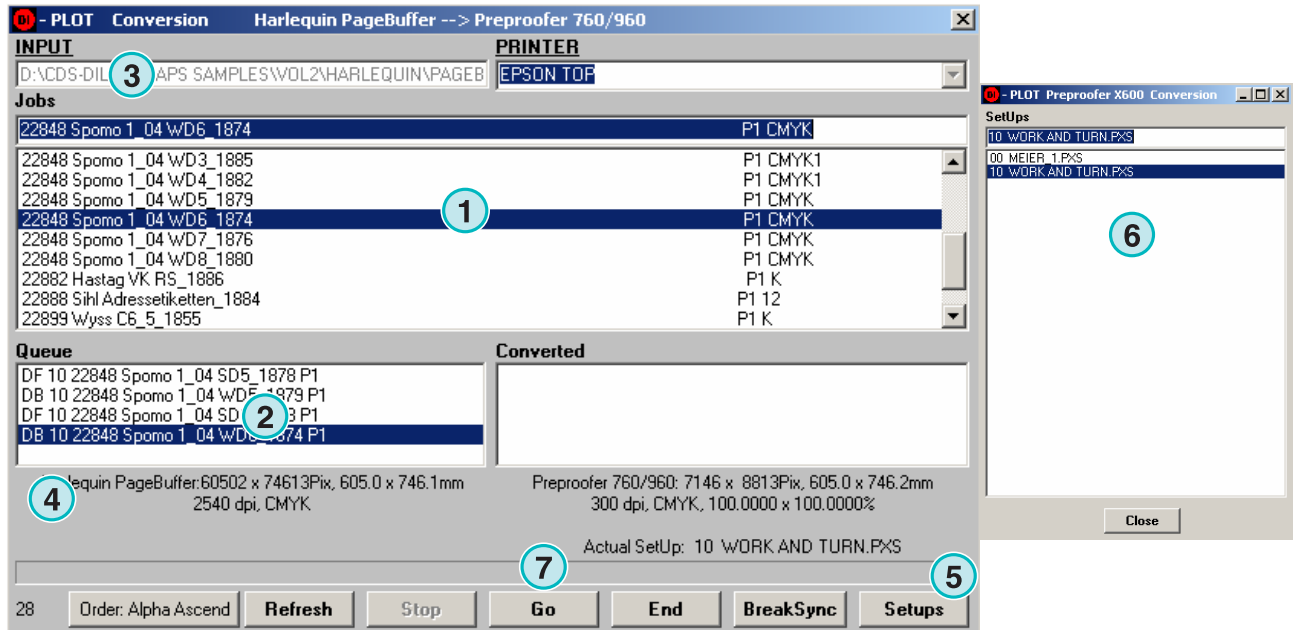 DI - PLOT Conversion Harlequin PageBuffer --> Preproofer 760/960
INPUT PRINTER
D:\CDS-DIL 3 APS SAMPLES\VOL2\HARLEQUIN\PAGEB EPSON TOP
Jobs
22848 Spomo 1_04 WD6_1874 P1 CMYK
22848 Spomo 1_04 WD3_1885 P1 CMYK1
22848 Spomo 1_04 WD4_1882 P1 CMYK1
22848 Spomo 1_04 WD5_1879 P1 CMYK
22848 Spomo 1_04 WD6_1874 1 P1 CMYK
22848 Spomo 1_04 WD7_1876 P1 CMYK
22848 Spomo 1_04 WD8_1880 P1 CMYK
22882 Hastag VK RS_1886 P1 K
22888 Sihl Adressetiketten_1884 P1 12
22899 Wyss C6_5_1855 P1 K
Queue Converted
DF 10 22848 Spomo 1_04 SD5_1878 P1
DB 10 22848 Spomo 1_04 WD5_1879 P1
DF 10 22848 Spomo 1_04 SD 2 3 P1
DB 10 22848 Spomo 1_04 WD6_1874 P1
4 equin PageBuffer:60502 x 74613Pix, 605.0 x 746.1mm
2540 dpi, CMYK
Preproofer 760/960: 7146 x 8813Pix, 605.0 x 746.2mm
300 dpi, CMYK, 100.0000 x 100.0000%
Actual SetUp: 10 WORK AND TURN.PXS
7
5
28 Order: Alpha Ascend Refresh Stop Go End BreakSync Setups
DI - PLOT Preproofer X600 Conversion
SetUps
10 WORK AND TURN.PXS
00 MEIER_1.PXS
10 WORK AND TURN.PXS
6
Close